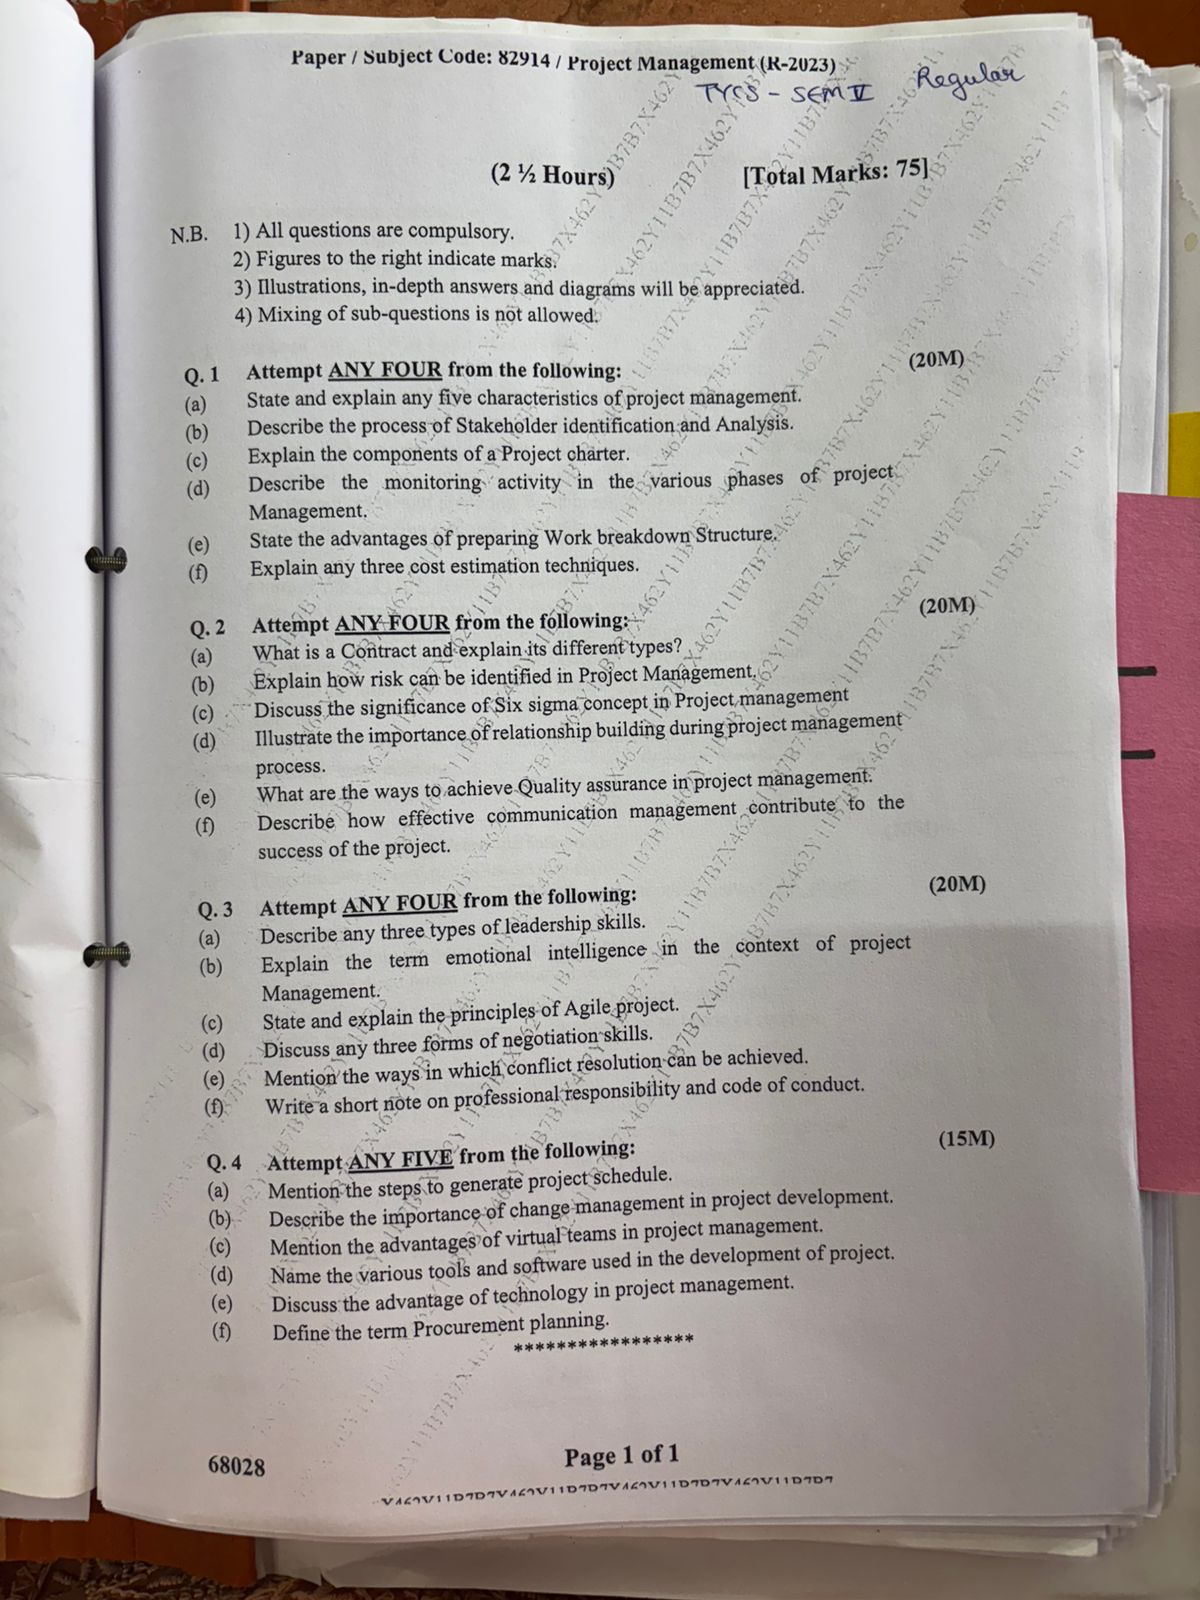 Paper / Subject Code: 82914 / Project Management (R-2023)
TYCS - SEM V Regular
(2 ½ Hours) [Total Marks: 75]
N.B. 1) All questions are compulsory.
2) Figures to the right indicate marks.
3) Illustrations, in-depth answers and diagrams will be appreciated.
4) Mixing of sub-questions is not allowed.
Q. 1 Attempt ANY FOUR from the following: (20M)
(a) State and explain any five characteristics of project management.
(b) Describe the process of Stakeholder identification and Analysis.
(c) Explain the components of a Project charter.
(d) Describe the monitoring activity in the various phases of project
Management.
(e) State the advantages of preparing Work breakdown Structure.
(f) Explain any three cost estimation techniques.
Q. 2 Attempt ANY FOUR from the following: (20M)
(a) What is a Contract and explain its different types?
(b) Explain how risk can be identified in Project Management.
(c) Discuss the significance of Six sigma concept in Project management
(d) Illustrate the importance of relationship building during project management
process.
(e) What are the ways to achieve Quality assurance in project management.
(f) Describe how effective communication management contribute to the
success of the project.
Q. 3 Attempt ANY FOUR from the following: (20M)
(a) Describe any three types of leadership skills.
(b) Explain the term emotional intelligence in the context of project
Management.
(c) State and explain the principles of Agile project.
(d) Discuss any three forms of negotiation skills.
(e) Mention the ways in which conflict resolution can be achieved.
(f) Write a short note on professional responsibility and code of conduct.
Q. 4 Attempt ANY FIVE from the following: (15M)
(a) Mention the steps to generate project schedule.
(b) Describe the importance of change management in project development.
(c) Mention the advantages of virtual teams in project management.
(d) Name the various tools and software used in the development of project.
(e) Discuss the advantage of technology in project management.
(f) Define the term Procurement planning.
*****************
68028 Page 1 of 1